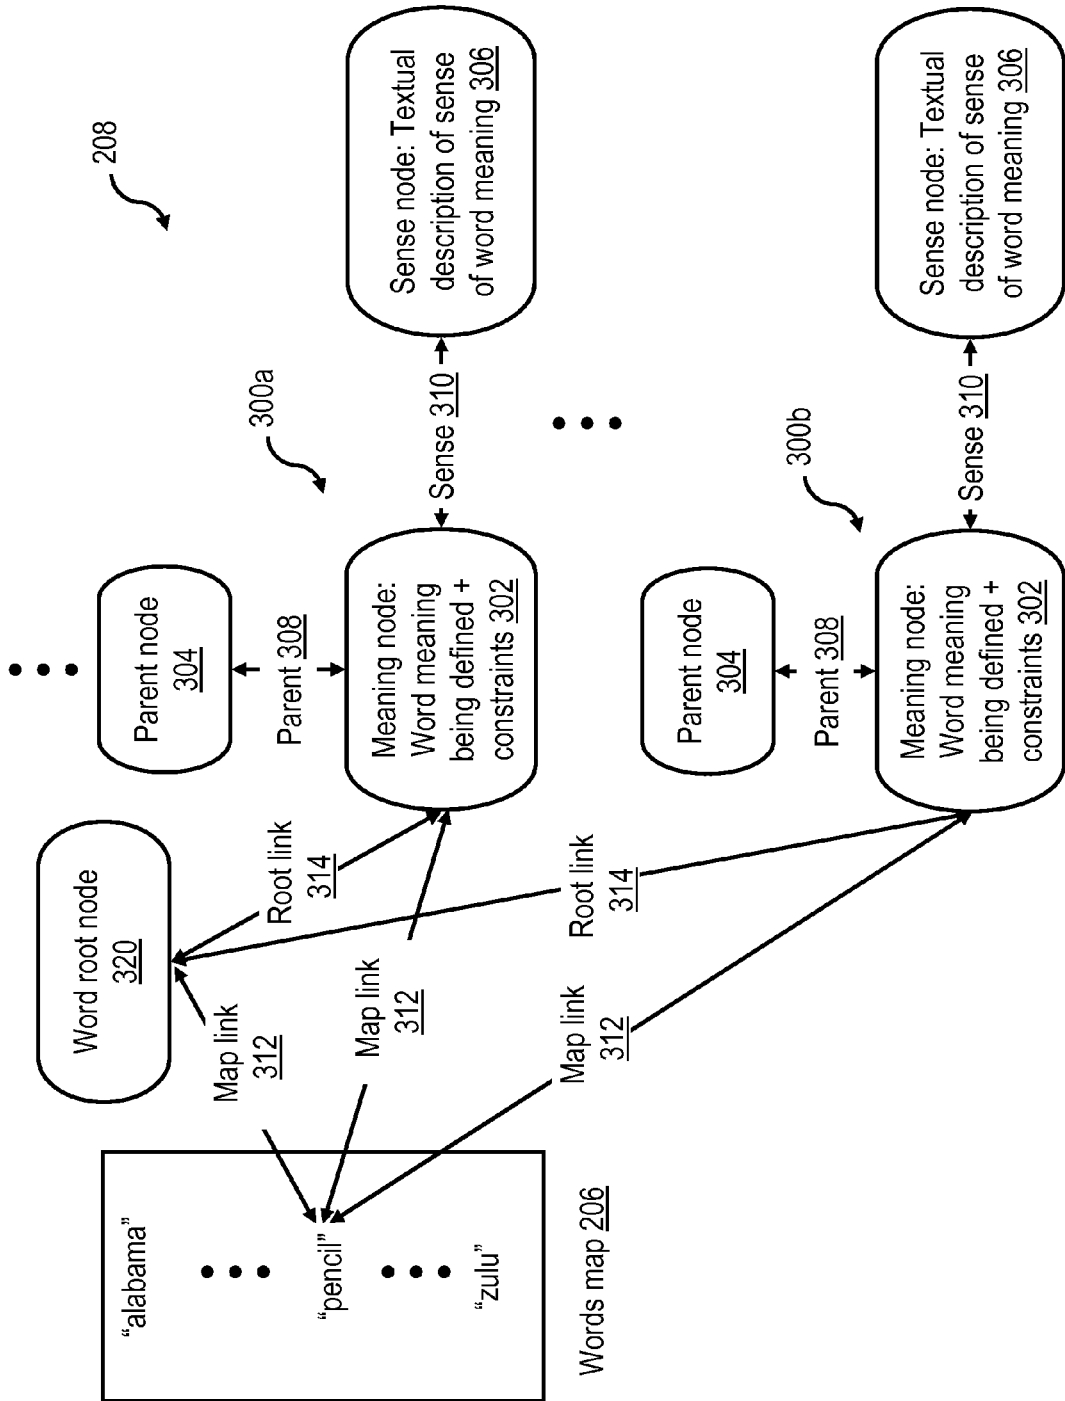 208
"alabama"
"pencil"
"zulu"
Words map 206
Word root node
320
Map link
312
Map link
312
Map link
312
Root link
314
Root link
314
Parent node
304
Parent 308
300a
Meaning node:
Word meaning
being defined +
constraints 302
Sense 310
Sense node: Textual
description of sense
of word meaning 306
Parent node
304
Parent 308
300b
Meaning node:
Word meaning
being defined +
constraints 302
Sense 310
Sense node: Textual
description of sense
of word meaning 306